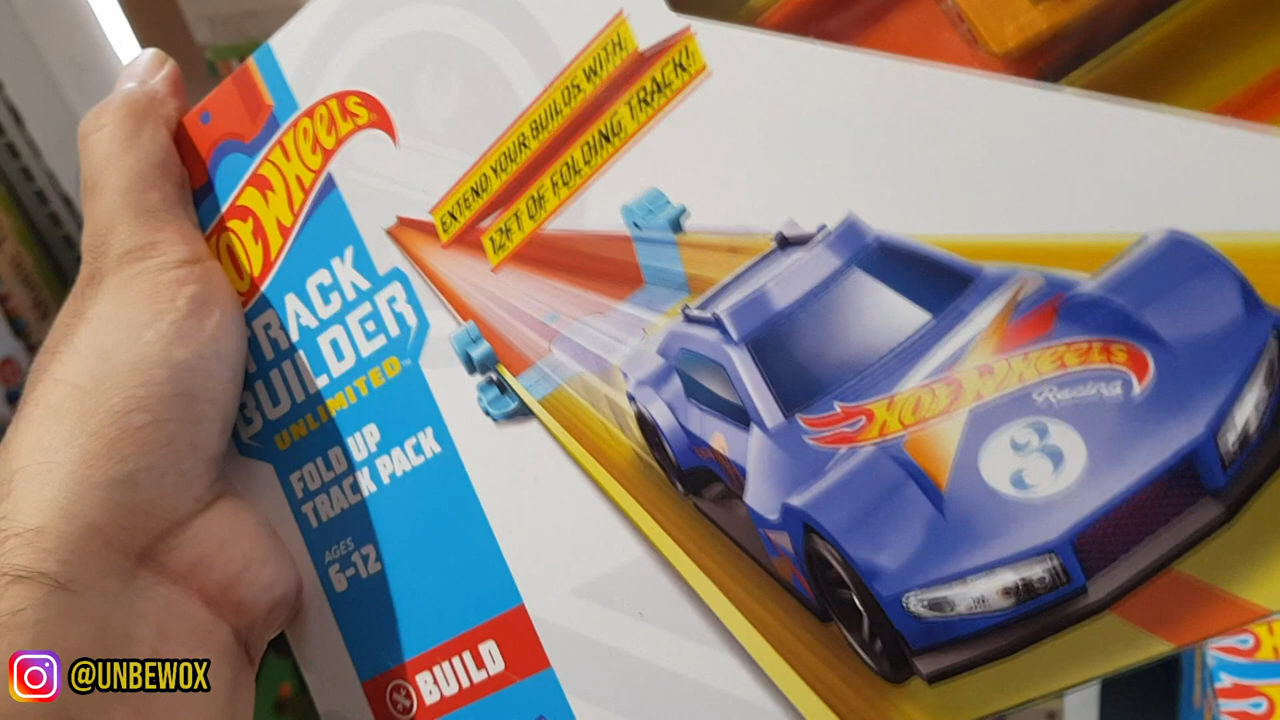 HOT WHEELS
TRACK
BUILDER
UNLIMITED™
FOLD UP
TRACK PACK
AGES
6-12
BUILD
EXTEND YOUR BUILDS WITH
12FT OF FOLDING TRACK!
HOT WHEELS
Racing
3
@UNBEWOX